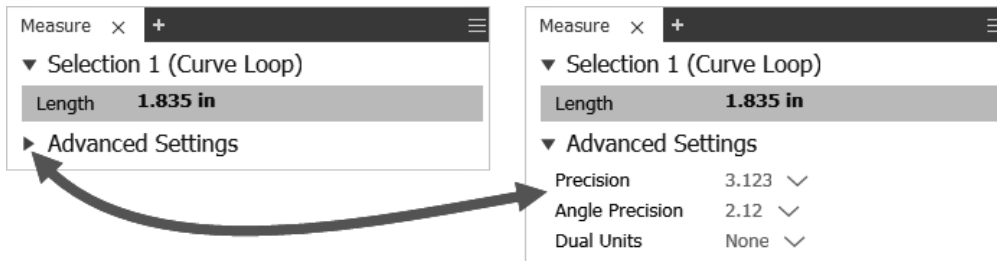 Measure × +
Selection 1 (Curve Loop)
Length 1.835 in
Advanced Settings
Measure × +
Selection 1 (Curve Loop)
Length 1.835 in
Advanced Settings
Precision 3.123
Angle Precision 2.12
Dual Units None